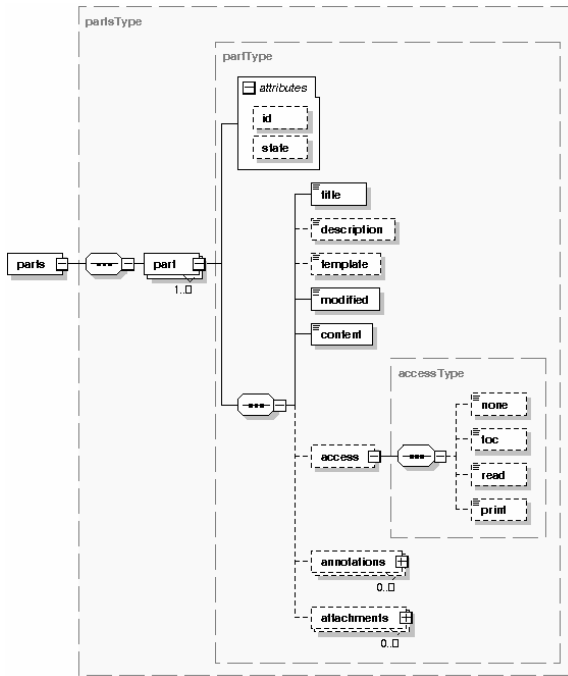 partsType
partType
attributes
id
state
title
description
template
parts
part
1..□
modified
content
accessType
none
toc
access
read
print
annotations
0..□
attachments
0..□